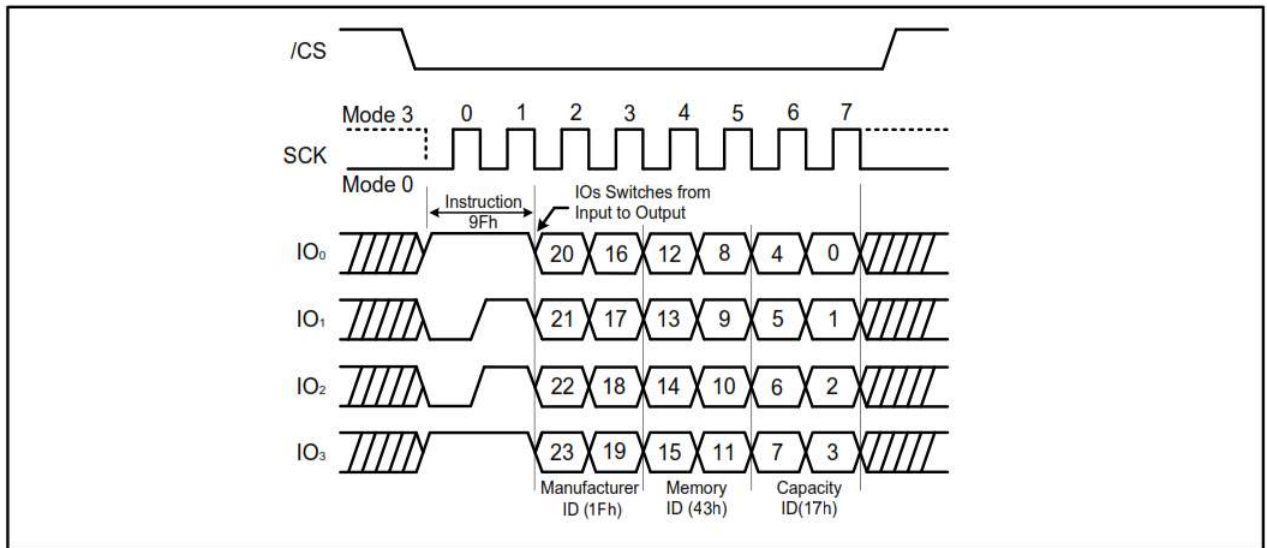 /CS
Mode 3 0 1 2 3 4 5 6 7
SCK
Mode 0
Instruction
9Fh
IOs Switches from
Input to Output
IO₀ 20 16 12 8 4 0
IO₁ 21 17 13 9 5 1
IO₂ 22 18 14 10 6 2
IO₃ 23 19 15 11 7 3
Manufacturer Memory Capacity
ID (1Fh) ID (43h) ID(17h)